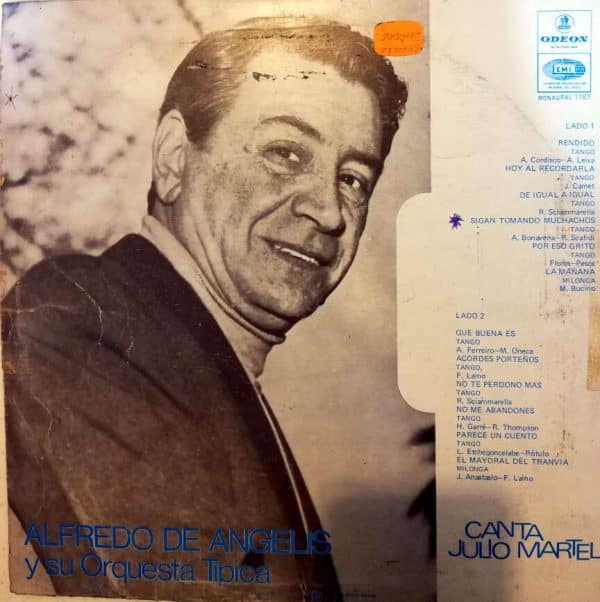 ODEON
EMI
MONAURAL 1187
LADO 1
RENDIDO
TANGO
A. Cordisco-A. Leiva
HOY AL RECORDARLA
TANGO
J. Camet
DE IGUAL A IGUAL
TANGO
R. Sciammarella
SIGAN TOMANDO MUCHACHOS
TANGO
A. Bonavena-R. Scafidi
POR ESO GRITO
TANGO
Flores-Pesce
LA MAÑANA
MILONGA
M. Bucino
LADO 2
QUE BUENA ES
TANGO
A. Ferreiro-M. Oneca
ACORDES PORTEÑOS
TANGO,
F. Laino
NO TE PERDONO MAS
TANGO
R. Sciammarella
NO ME ABANDONES
TANGO
H. Garré-R. Thompson
PARECE UN CUENTO
TANGO
L. Etchegoncelabe -Rótulo
EL MAYORAL DEL TRANVIA
MILONGA
J. Anastasio-F. Laino
ALFREDO DE ANGELIS
y su Orquesta Típica
CANTA
JULIO MARTEL